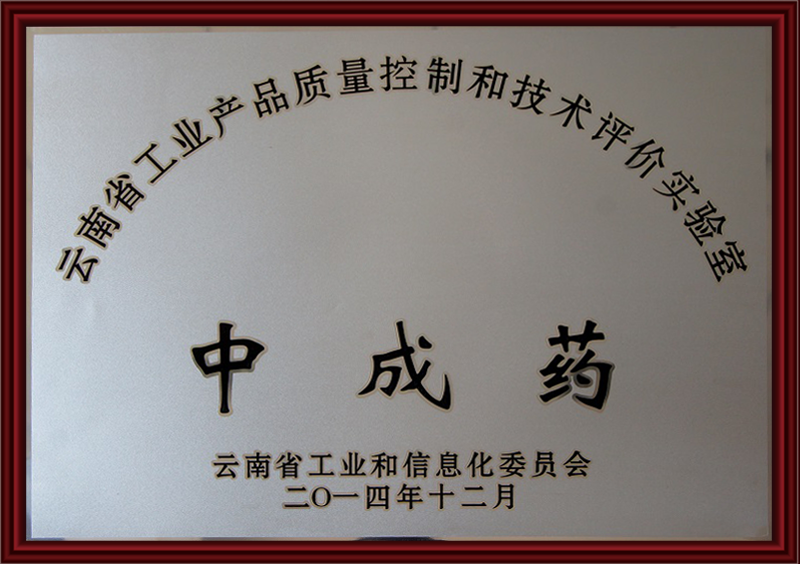 云南省工业产品质量控制和技术评价实验室
中成药
云南省工业和信息化委员会
二〇一四年十二月